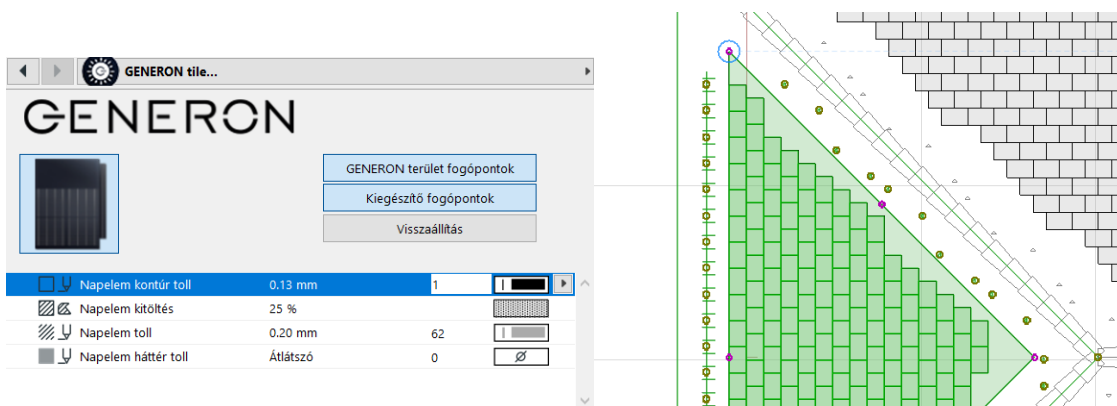 GENERON tile...
GENERON
GENERON terület fogópontok
Kiegészítő fogópontok
Visszaállítás
Napelem kontúr toll 0.13 mm 1
Napelem kitöltés 25 %
Napelem toll 0.20 mm 62
Napelem háttér toll Átlátszó 0